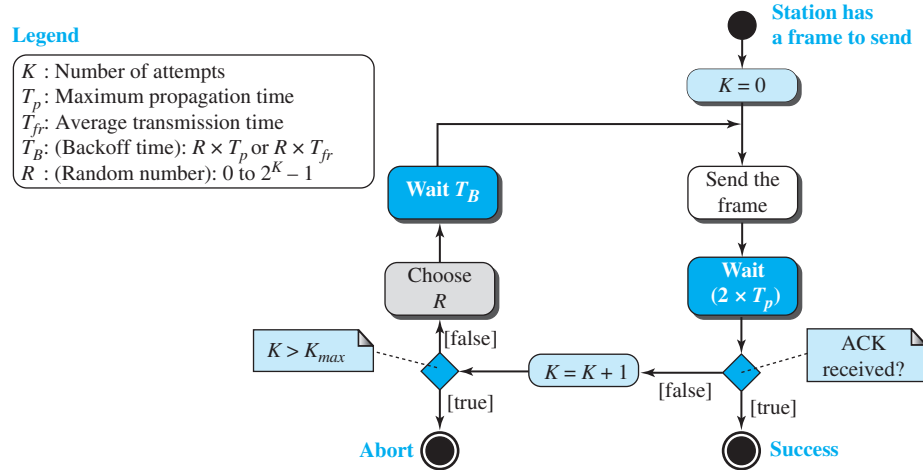 Legend
K : Number of attempts
Tp : Maximum propagation time
Tfr : Average transmission time
TB : (Backoff time): R × Tp or R × Tfr
R : (Random number): 0 to 2^K – 1
Station has
a frame to send
K = 0
Wait TB
Send the
frame
Choose
R
Wait
(2 × Tp)
[false]
K > Kmax
K = K + 1
[false]
ACK
received?
[true]
[true]
Abort
Success